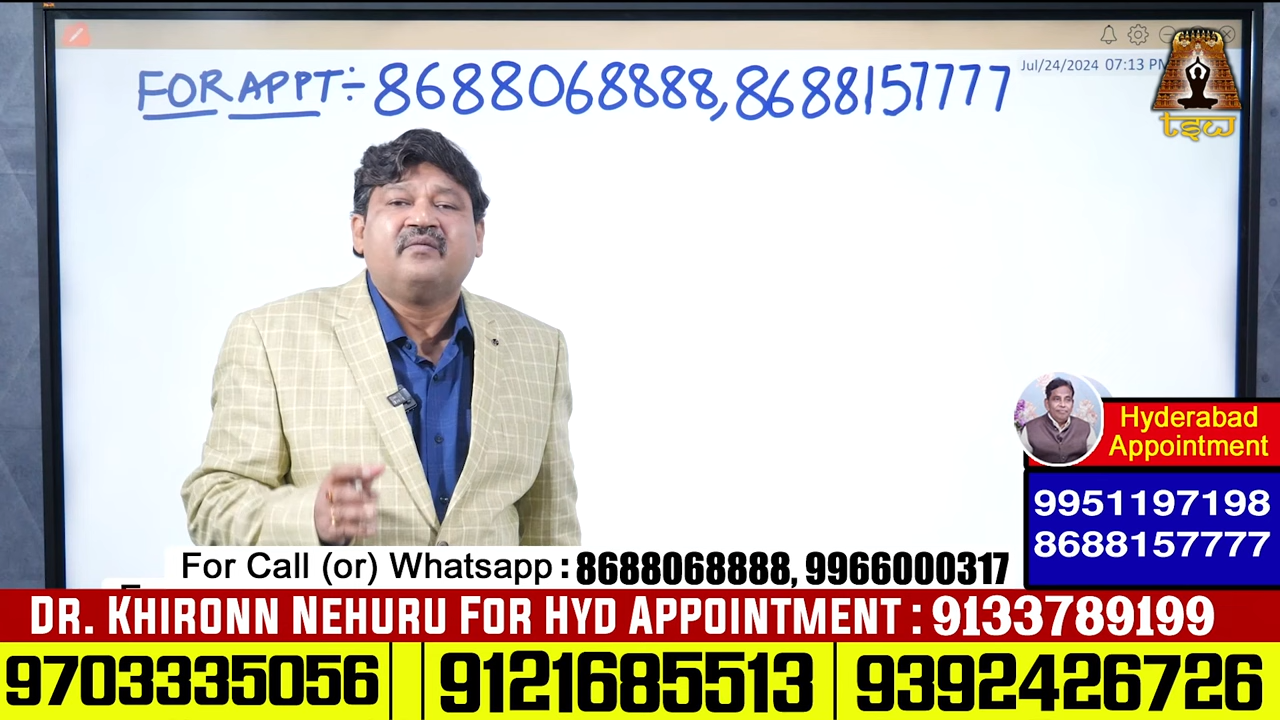 FOR APPT:- 8688068888, 8688157777
Jul/24/2024 07:13 PM
TSW
Hyderabad
Appointment
9951197198
8688157777
For Call (or) Whatsapp : 8688068888, 9966000317
DR. KHIRONN NEHURU FOR HYD APPOINTMENT : 9133789199
9703335056 9121685513 9392426726